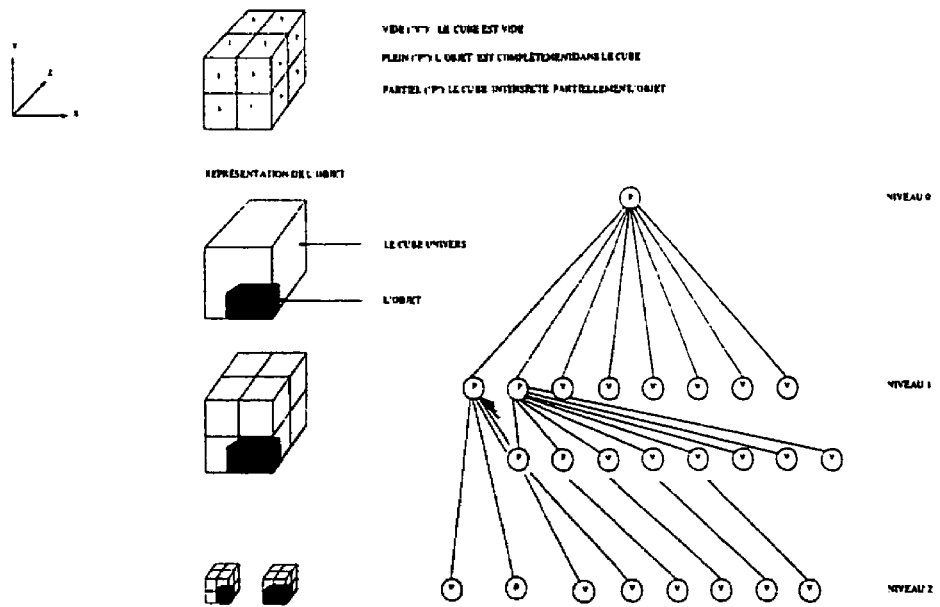 Y
Z
X
VIDE ("V") LE CUBE EST VIDE
PLEIN ("P") L'OBJET EST COMPLÈTEMENT DANS LE CUBE
PARTIEL ("P") LE CUBE INTERSECTE PARTIELLEMENT L'OBJET
REPRÉSENTATION DE L'OBJET
P
NIVEAU 0
LE CUBE UNIVERS
L'OBJET
P P V V V V V V
NIVEAU 1
P P V V V V V V
V V V V V V V
NIVEAU 2